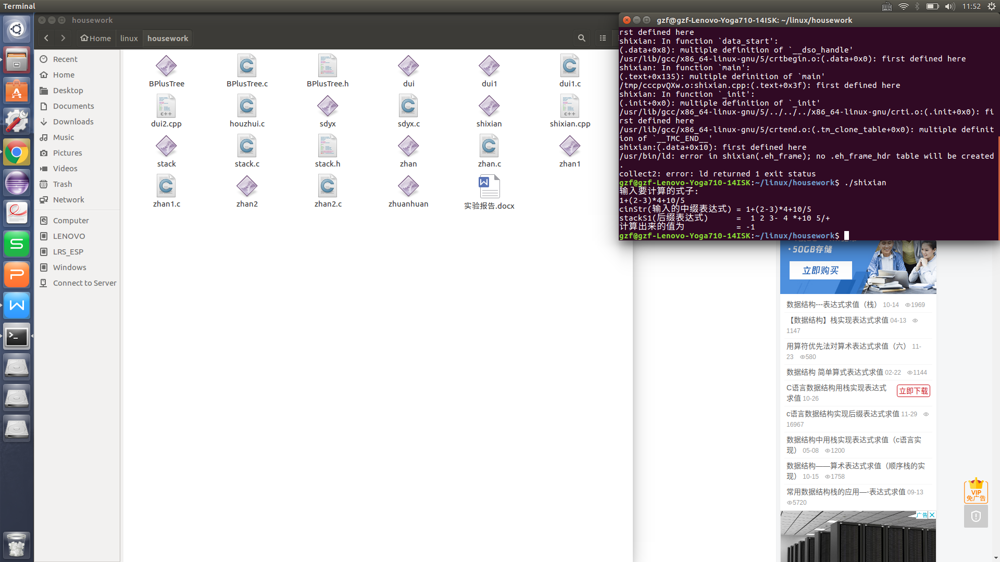 Terminal
11:52
housework
Home
linux
housework
Recent
Home
Desktop
Documents
Downloads
Music
Pictures
Videos
Trash
Network
Computer
LENOVO
LRS_ESP
Windows
Connect to Server
BPlusTree
BPlusTree.c
BPlusTree.h
dui
dui1
dui1.c
dui2.cpp
houzhui.c
sdyx
sdyx.c
shixian
shixian.cpp
stack
stack.c
stack.h
zhan
zhan.c
zhan1
zhan1.c
zhan2
zhan2.c
zhuanhuan
实验报告.docx
gzf@gzf-Lenovo-Yoga710-14ISK: ~/linux/housework
rst defined here
shixian: In function `data_start':
(.data+0x8): multiple definition of `__dso_handle'
/usr/lib/gcc/x86_64-linux-gnu/5/crtbegin.o:(.data+0x0): first defined here
shixian: In function `main':
(.text+0x135): multiple definition of `main'
/tmp/cccpvQXw.o:shixian.cpp:(.text+0x3f): first defined here
shixian: In function `_init':
(.init+0x0): multiple definition of `_init'
/usr/lib/gcc/x86_64-linux-gnu/5/../../../x86_64-linux-gnu/crti.o:(.init+0x0): fi
rst defined here
/usr/lib/gcc/x86_64-linux-gnu/5/crtend.o:(.tm_clone_table+0x0): multiple definit
ion of `__TMC_END__'
shixian:(.data+0x10): first defined here
/usr/bin/ld: error in shixian(.eh_frame); no .eh_frame_hdr table will be created
.
collect2: error: ld returned 1 exit status
gzf@gzf-Lenovo-Yoga710-14ISK:~/linux/housework$ ./shixian
输入要计算的式子:
1+(2-3)*4+10/5
cinStr(输入的中缀表达式) = 1+(2-3)*4+10/5
stackS1(后缀表达式) = 1 2 3- 4 *+10 5/+
计算出来的值为 = -1
gzf@gzf-Lenovo-Yoga710-14ISK:~/linux/housework$
·50GB存储
立即购买
数据结构---表达式求值（栈） 10-14 1969
【数据结构】栈实现表达式求值 04-13
1147
用算符优先法对算术表达式求值（六） 11-
23 580
数据结构 简单算式表达式求值 02-22 1144
C语言数据结构用栈实现表达式
求值 10-26
立即下载
c语言数据结构实现后缀表达式求值 11-29
16967
数据结构中用栈实现表达式求值（c语言实
现） 05-08 1200
数据结构——算术表达式求值（顺序栈的实
现） 10-15 1758
常用数据结构栈的应用—-表达式求值 09-13
5720
广告
VIP
免广告